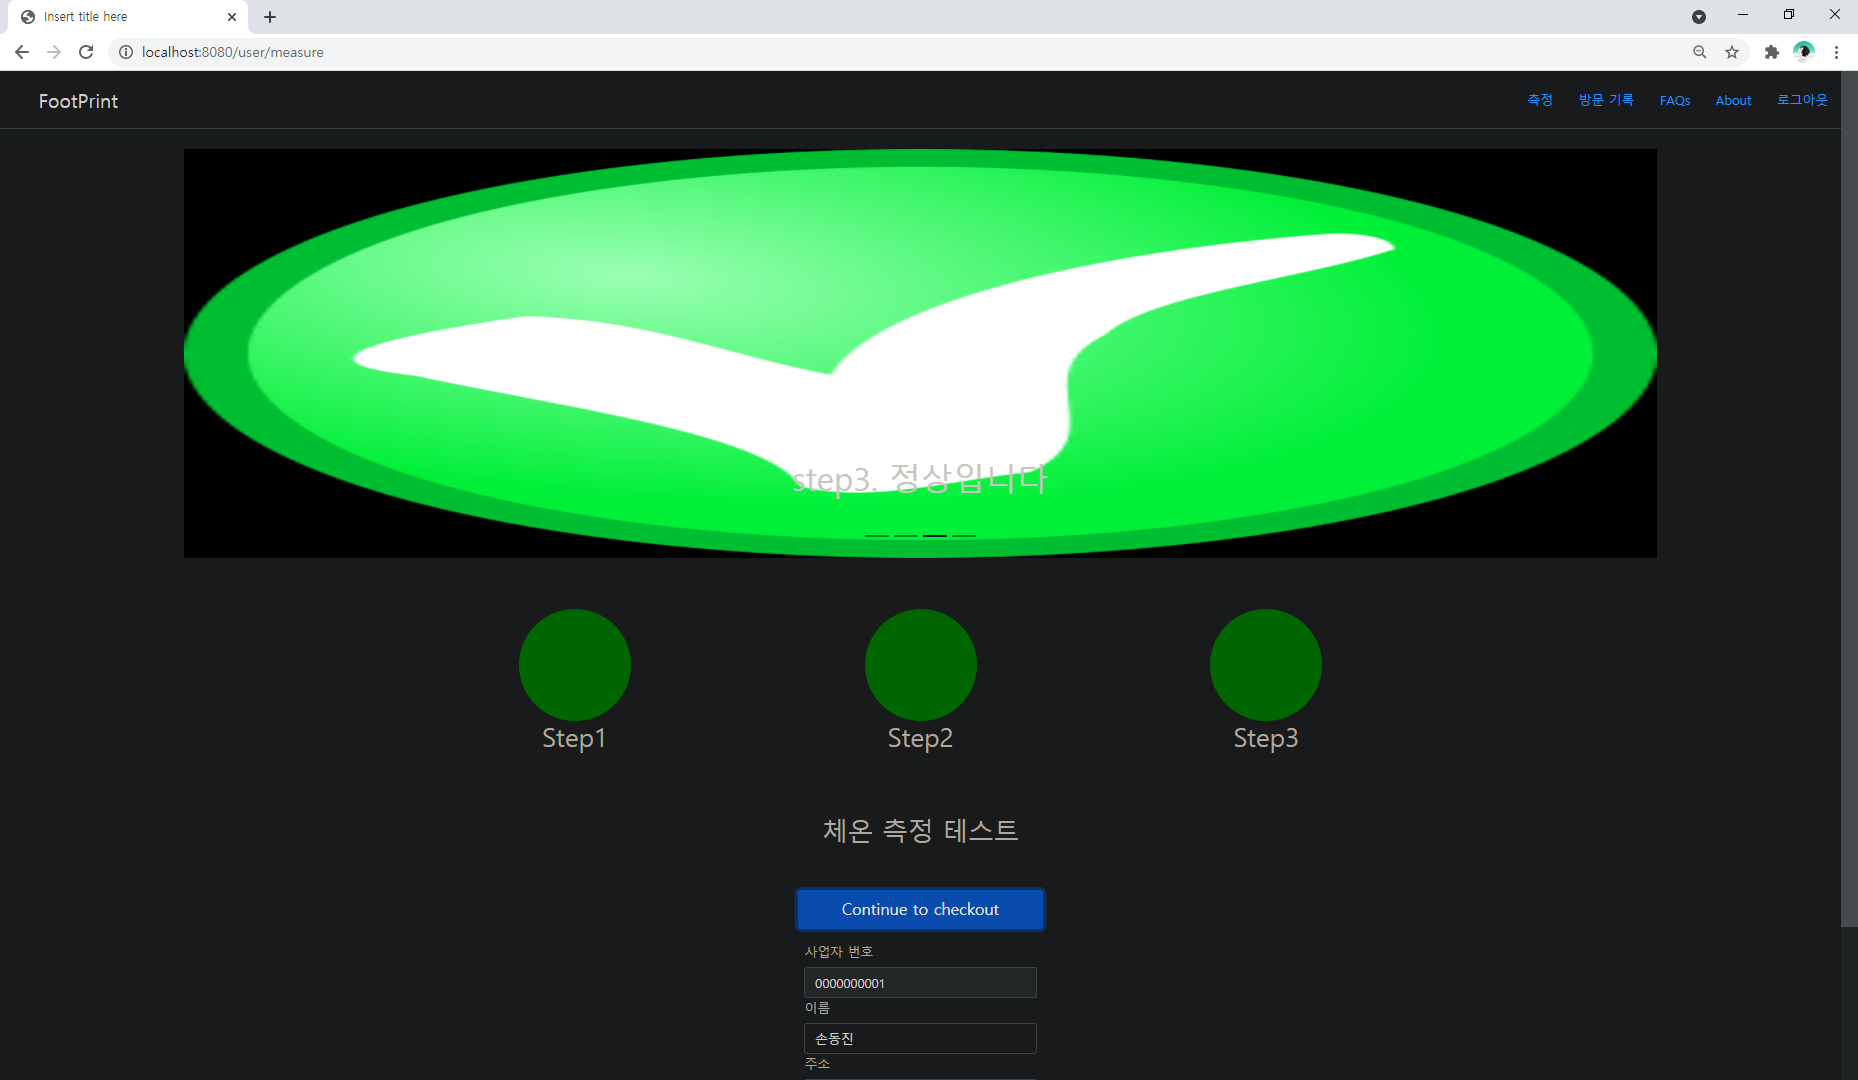 Insert title here
localhost:8080/user/measure
FootPrint
측정 방문 기록 FAQs About 로그아웃
step3. 정상입니다
Step1 Step2 Step3
체온 측정 테스트
Continue to checkout
사업자 번호
0000000001
이름
손동진
주소